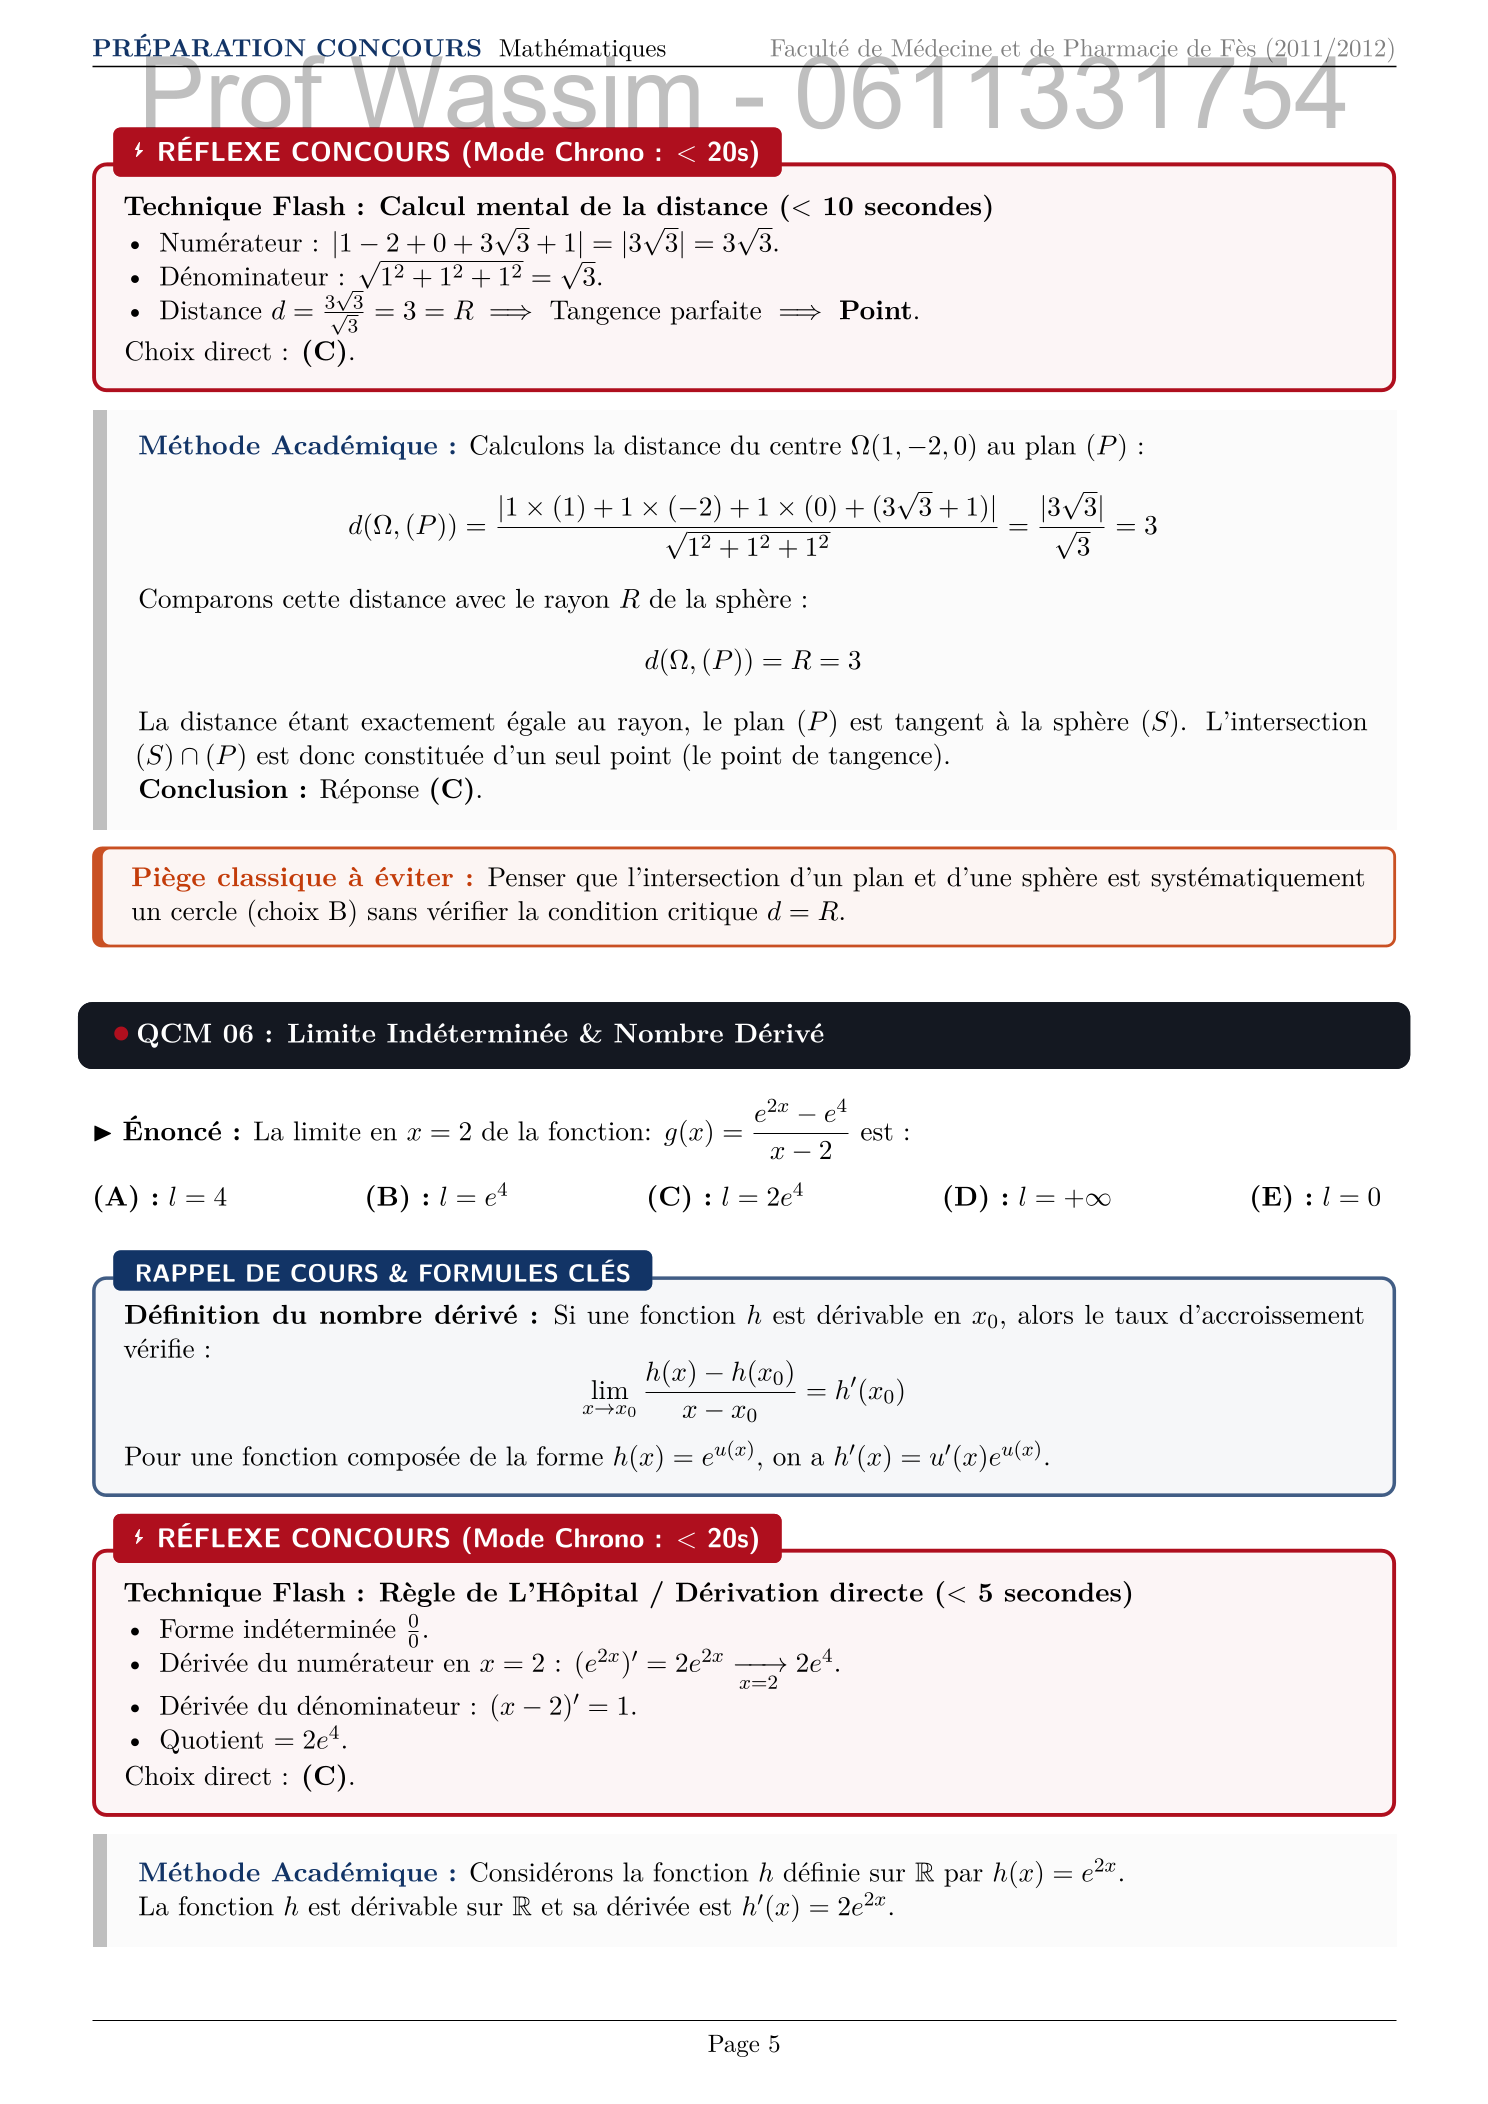 PRÉPARATION CONCOURS Mathématiques Faculté de Médecine et de Pharmacie de Fès (2011/2012)
Prof Wassim - 0611331754
RÉFLEXE CONCOURS (Mode Chrono : < 20s)
Technique Flash : Calcul mental de la distance (< 10 secondes)
• Numérateur : |1 − 2 + 0 + 3√3 + 1| = |3√3| = 3√3.
• Dénominateur : √(1² + 1² + 1²) = √3.
• Distance d = 3√3/√3 = 3 = R ⟹ Tangence parfaite ⟹ Point.
Choix direct : (C).
Méthode Académique : Calculons la distance du centre Ω(1, −2, 0) au plan (P) :
d(Ω, (P)) = |1 × (1) + 1 × (−2) + 1 × (0) + (3√3 + 1)| / √(1² + 1² + 1²) = |3√3| / √3 = 3
Comparons cette distance avec le rayon R de la sphère :
d(Ω, (P)) = R = 3
La distance étant exactement égale au rayon, le plan (P) est tangent à la sphère (S). L'intersection
(S) ∩ (P) est donc constituée d'un seul point (le point de tangence).
Conclusion : Réponse (C).
Piège classique à éviter : Penser que l'intersection d'un plan et d'une sphère est systématiquement
un cercle (choix B) sans vérifier la condition critique d = R.
● QCM 06 : Limite Indéterminée & Nombre Dérivé
▶ Énoncé : La limite en x = 2 de la fonction: g(x) = (e^{2x} − e^4)/(x − 2) est :
(A) : l = 4 (B) : l = e^4 (C) : l = 2e^4 (D) : l = +∞ (E) : l = 0
RAPPEL DE COURS & FORMULES CLÉS
Définition du nombre dérivé : Si une fonction h est dérivable en x₀, alors le taux d'accroissement
vérifie :
lim_{x→x₀} (h(x) − h(x₀))/(x − x₀) = h′(x₀)
Pour une fonction composée de la forme h(x) = e^{u(x)}, on a h′(x) = u′(x)e^{u(x)}.
RÉFLEXE CONCOURS (Mode Chrono : < 20s)
Technique Flash : Règle de L'Hôpital / Dérivation directe (< 5 secondes)
• Forme indéterminée 0/0.
• Dérivée du numérateur en x = 2 : (e^{2x})′ = 2e^{2x} ⟶_{x=2} 2e^4.
• Dérivée du dénominateur : (x − 2)′ = 1.
• Quotient = 2e^4.
Choix direct : (C).
Méthode Académique : Considérons la fonction h définie sur ℝ par h(x) = e^{2x}.
La fonction h est dérivable sur ℝ et sa dérivée est h′(x) = 2e^{2x}.
Page 5